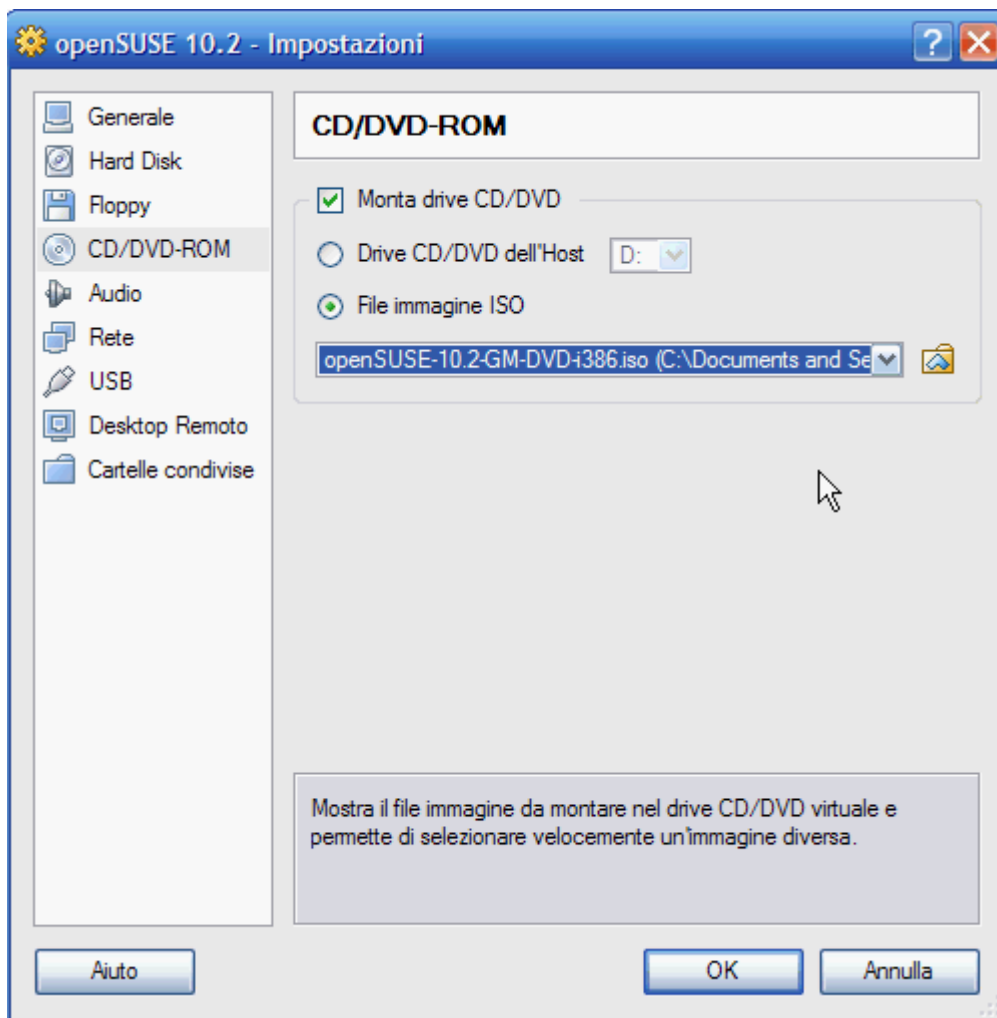 openSUSE 10.2 - Impostazioni
Generale
Hard Disk
Floppy
CD/DVD-ROM
Audio
Rete
USB
Desktop Remoto
Cartelle condivise
CD/DVD-ROM
Monta drive CD/DVD
Drive CD/DVD dell'Host D:
File immagine ISO
openSUSE-10.2-GM-DVD-i386.iso (C:\Documents and Se
Mostra il file immagine da montare nel drive CD/DVD virtuale e
permette di selezionare velocemente un'immagine diversa.
Aiuto OK Annulla